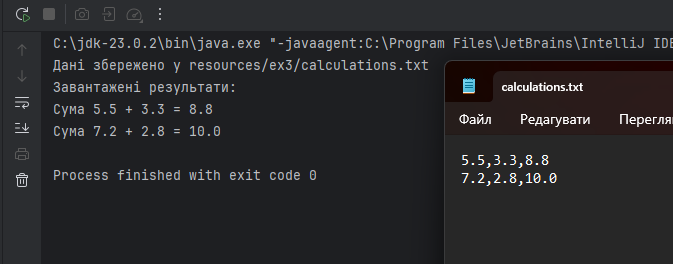 C:\jdk-23.0.2\bin\java.exe "-javaagent:C:\Program Files\JetBrains\IntelliJ IDE
Дані збережено у resources/ex3/calculations.txt
Завантажені результати:
Сума 5.5 + 3.3 = 8.8
Сума 7.2 + 2.8 = 10.0
Process finished with exit code 0
calculations.txt
Файл Редагувати Перегля
5.5,3.3,8.8
7.2,2.8,10.0